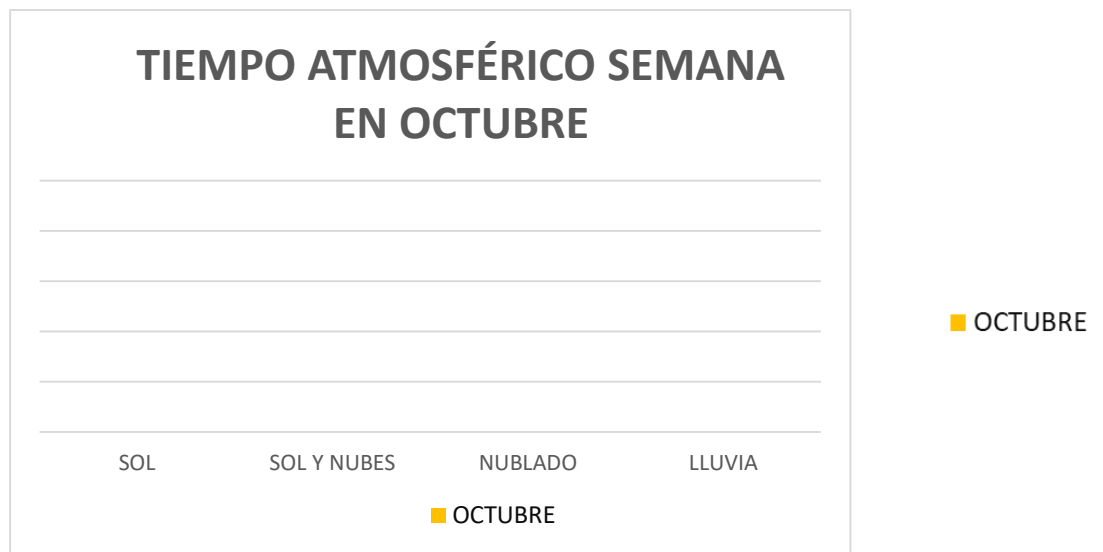 TIEMPO ATMOSFÉRICO SEMANA
EN OCTUBRE
OCTUBRE
SOL SOL Y NUBES NUBLADO LLUVIA
OCTUBRE